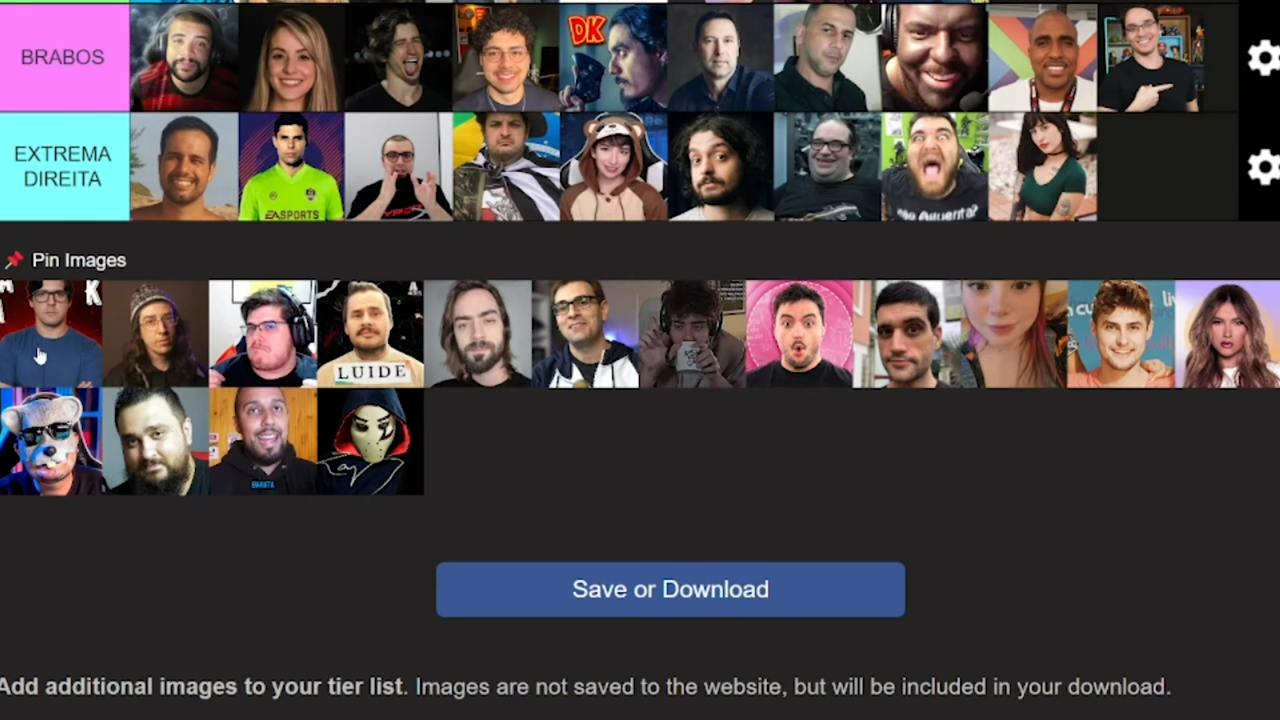 BRABOS
DK
EXTREMA
DIREITA
EA SPORTS
Pin Images
LUIDE
BARATA
Save or Download
Add additional images to your tier list. Images are not saved to the website, but will be included in your download.